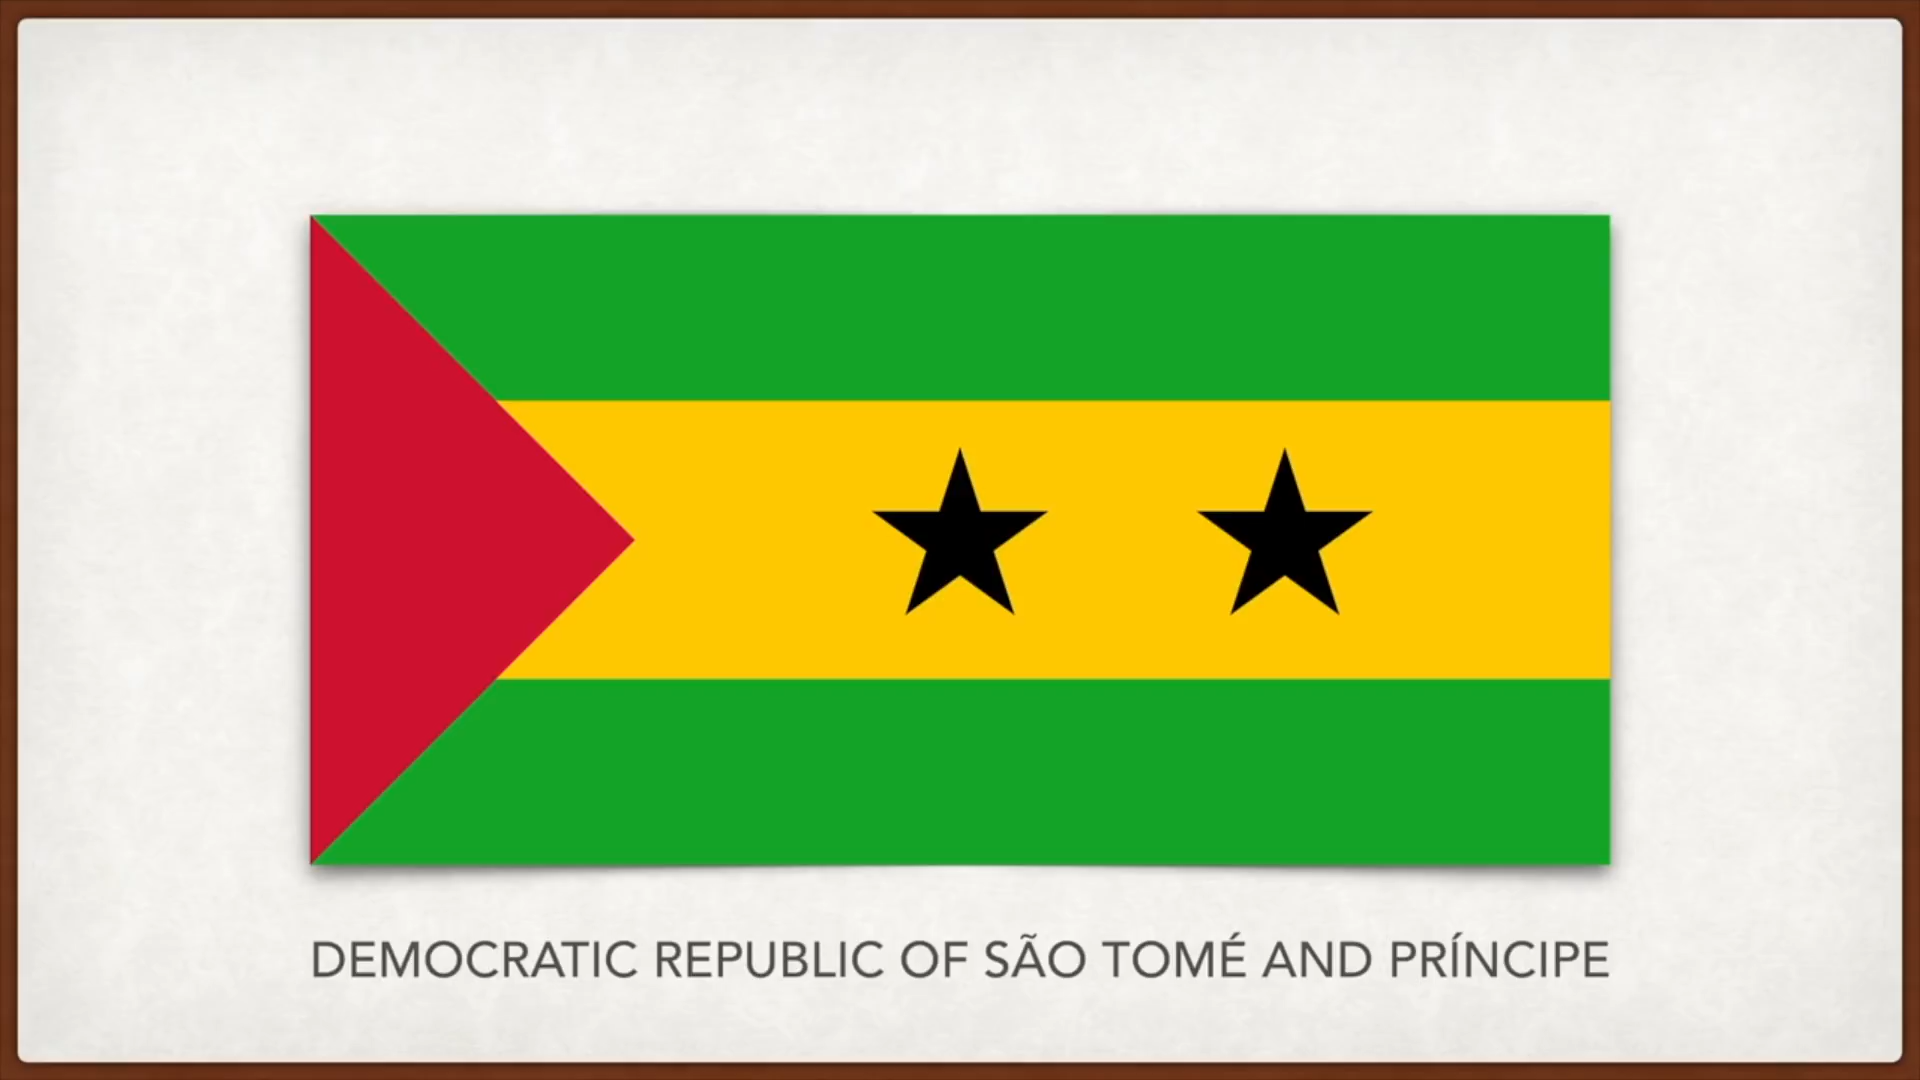 DEMOCRATIC REPUBLIC OF SÃO TOMÉ AND PRÍNCIPE